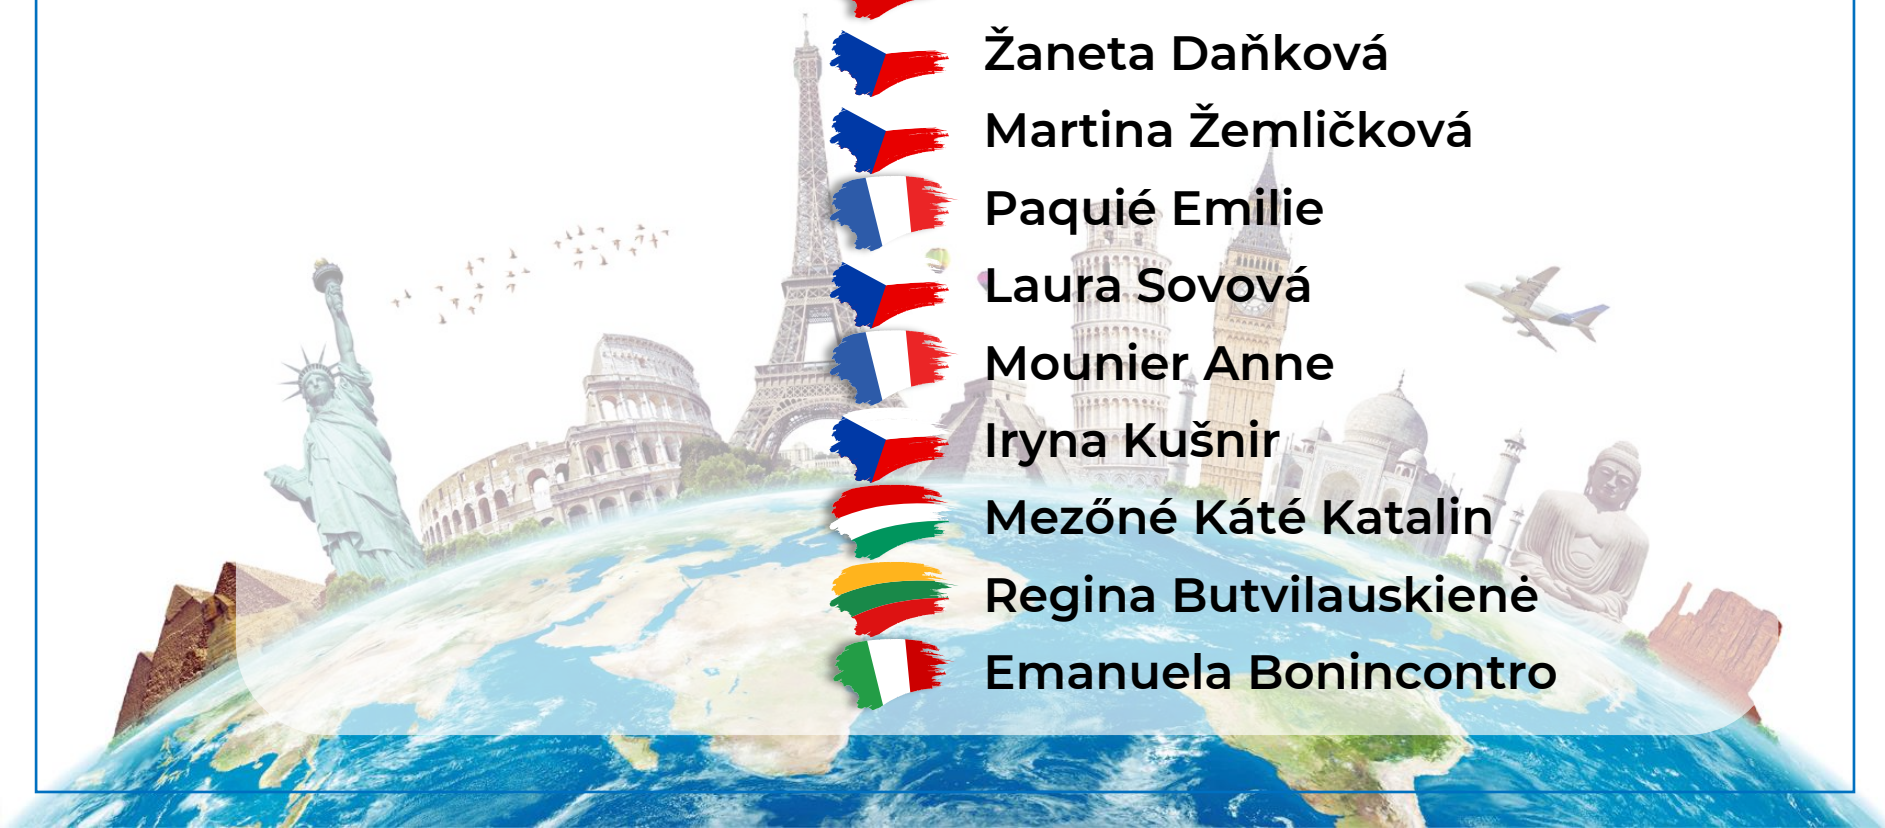 Žaneta Daňková
Martina Žemličková
Paquié Emilie
Laura Sovová
Mounier Anne
Iryna Kušnir
Mezőné Káté Katalin
Regina Butvilauskienė
Emanuela Bonincontro